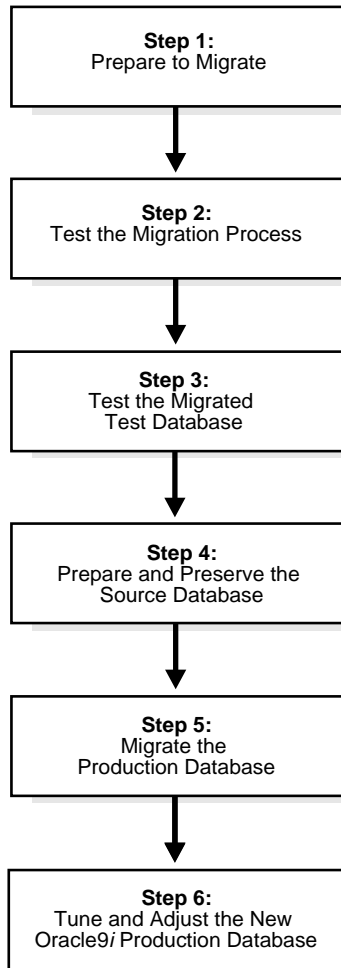 Step 1:
Prepare to Migrate
Step 2:
Test the Migration Process
Step 3:
Test the Migrated
Test Database
Step 4:
Prepare and Preserve the
Source Database
Step 5:
Migrate the
Production Database
Step 6:
Tune and Adjust the New
Oracle9i Production Database